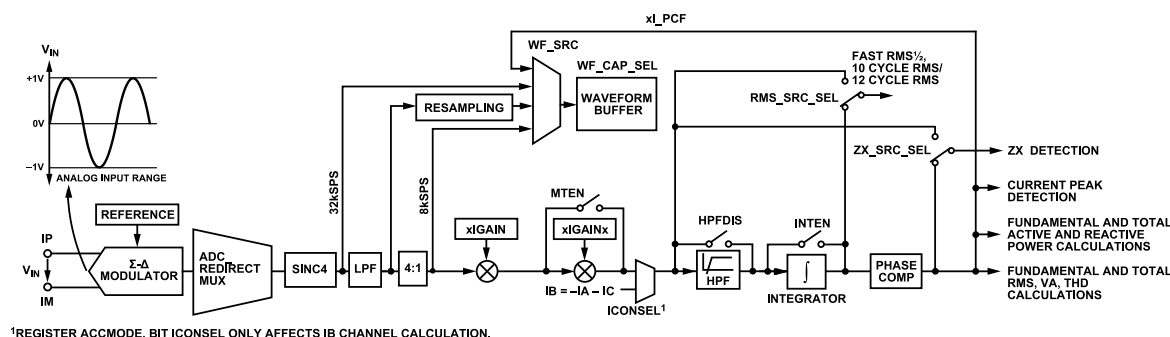 xI_PCF
V_IN
WF_SRC
FAST RMS½,
10 CYCLE RMS/
12 CYCLE RMS
WF_CAP_SEL
+1V
WAVEFORM
BUFFER
RESAMPLING
RMS_SRC_SEL
0V
ZX_SRC_SEL
ZX DETECTION
–1V
ANALOG INPUT RANGE
32kSPS
8kSPS
MTEN
CURRENT PEAK
DETECTION
REFERENCE
xIGAIN
xIGAINx
HPFDIS
INTEN
FUNDAMENTAL AND TOTAL
ACTIVE AND REACTIVE
POWER CALCULATIONS
IP
V_IN
IM
Σ-Δ
MODULATOR
ADC
REDIRECT
MUX
SINC4
LPF
4:1
IB = –IA – IC
ICONSEL¹
HPF
∫
INTEGRATOR
PHASE
COMP
FUNDAMENTAL AND TOTAL
RMS, VA, THD
CALCULATIONS
¹REGISTER ACCMODE, BIT ICONSEL ONLY AFFECTS IB CHANNEL CALCULATION.